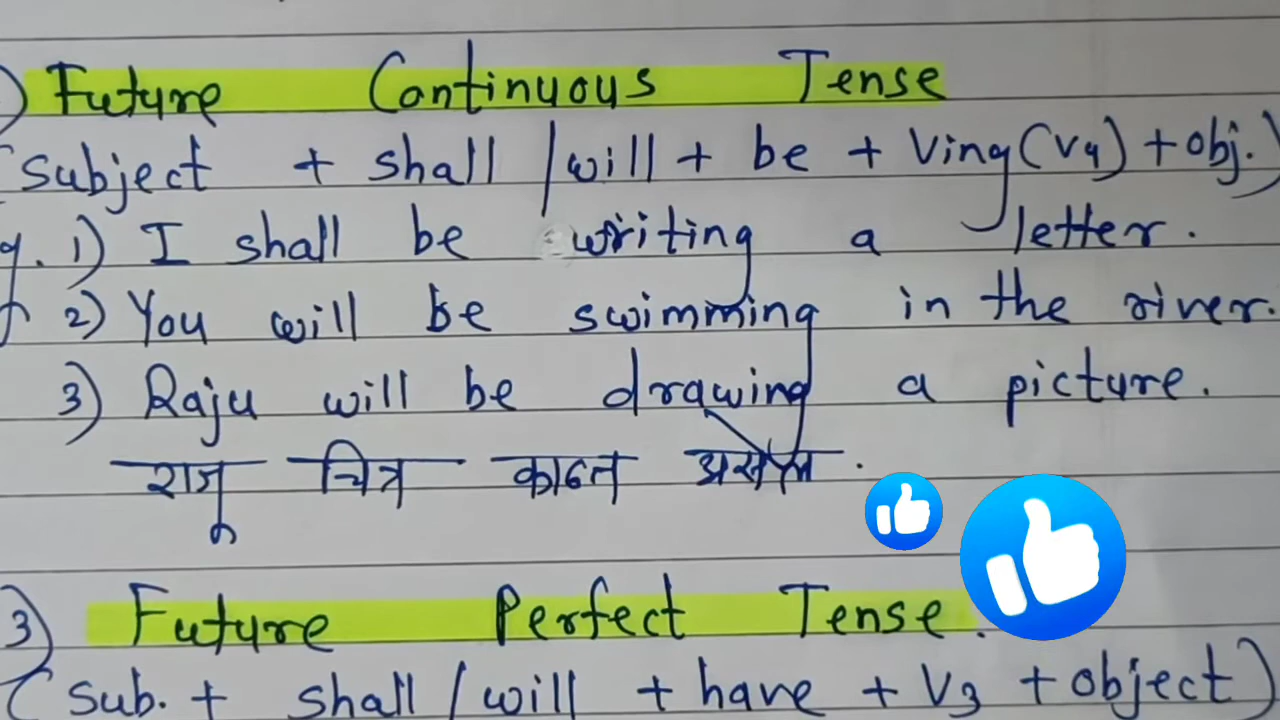 ) Future Continuous Tense
(Subject + shall / will + be + Ving (V4) + obj.)
g. 1) I shall be writing a letter.
2) You will be swimming in the river.
3) Raju will be drawing a picture.
राजू चित्र काढत असेल.
3) Future Perfect Tense.
(Sub. + shall / will + have + V3 + object)